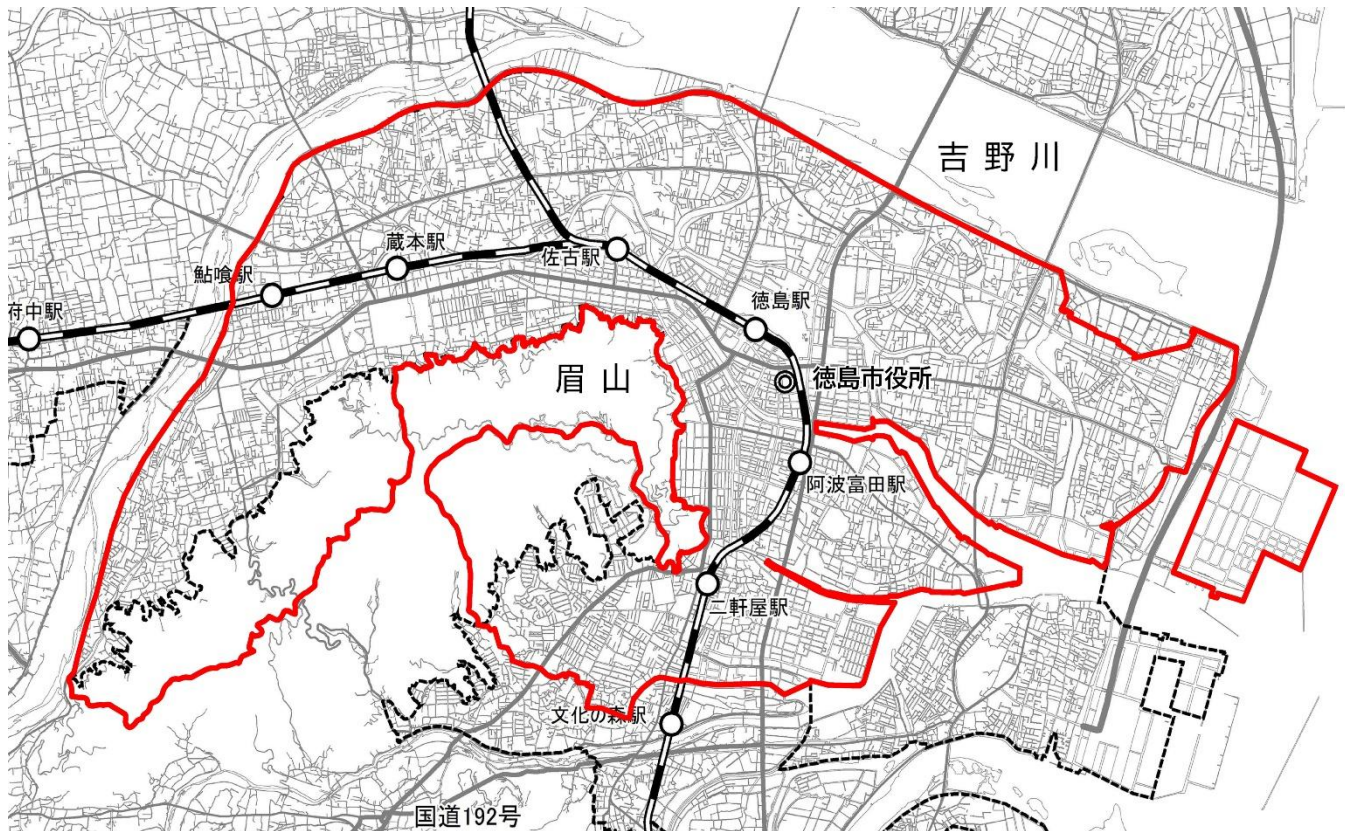 吉野川
蔵本駅
佐古駅
鮎喰駅
府中駅
徳島駅
眉山
徳島市役所
阿波富田駅
二軒屋駅
文化の森駅
国道192号